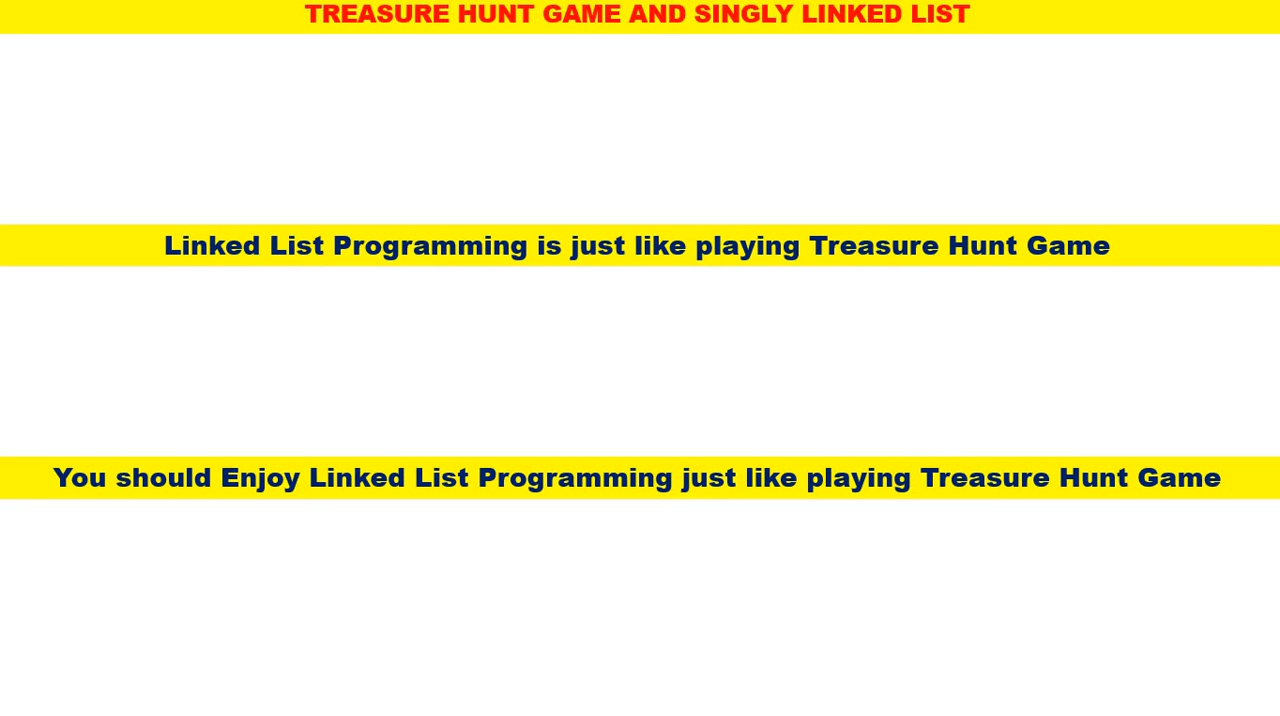 TREASURE HUNT GAME AND SINGLY LINKED LIST
Linked List Programming is just like playing Treasure Hunt Game
You should Enjoy Linked List Programming just like playing Treasure Hunt Game